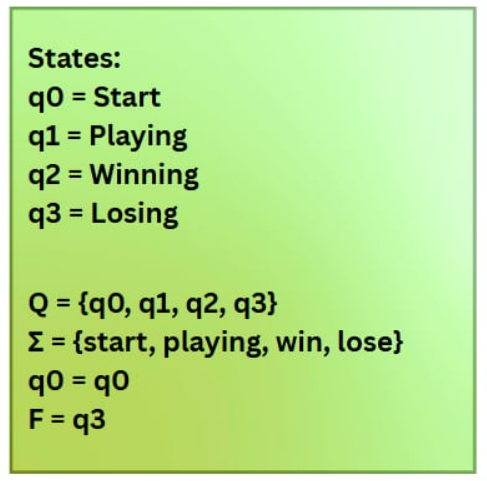 States:
q0 = Start
q1 = Playing
q2 = Winning
q3 = Losing
Q = {q0, q1, q2, q3}
Σ = {start, playing, win, lose}
q0 = q0
F = q3